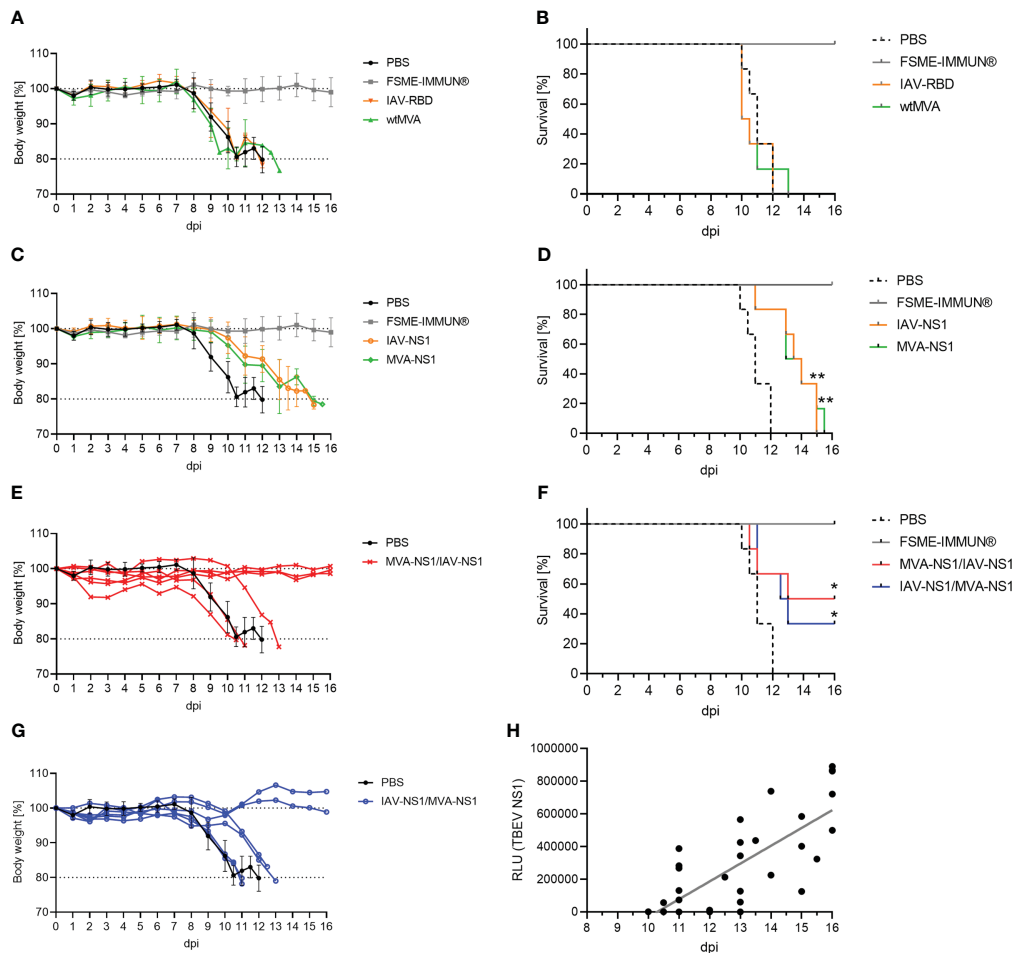 A
Body weight [%]
110
100
90
80
70
0 1 2 3 4 5 6 7 8 9 10 11 12 13 14 15 16
dpi
PBS
FSME-IMMUN®
IAV-RBD
wtMVA
B
Survival [%]
100
80
60
40
20
0
0 2 4 6 8 10 12 14 16
dpi
PBS
FSME-IMMUN®
IAV-RBD
wtMVA
C
Body weight [%]
110
100
90
80
70
0 1 2 3 4 5 6 7 8 9 10 11 12 13 14 15 16
dpi
PBS
FSME-IMMUN®
IAV-NS1
MVA-NS1
D
Survival [%]
100
80
60
40
20
0
0 2 4 6 8 10 12 14 16
dpi
**
**
PBS
FSME-IMMUN®
IAV-NS1
MVA-NS1
E
Body weight [%]
110
100
90
80
70
0 1 2 3 4 5 6 7 8 9 10 11 12 13 14 15 16
dpi
PBS
MVA-NS1/IAV-NS1
F
Survival [%]
100
80
60
40
20
0
0 2 4 6 8 10 12 14 16
dpi
*
*
PBS
FSME-IMMUN®
MVA-NS1/IAV-NS1
IAV-NS1/MVA-NS1
G
Body weight [%]
110
100
90
80
70
0 1 2 3 4 5 6 7 8 9 10 11 12 13 14 15 16
dpi
PBS
IAV-NS1/MVA-NS1
H
RLU (TBEV NS1)
1000000
800000
600000
400000
200000
0
8 9 10 11 12 13 14 15 16
dpi